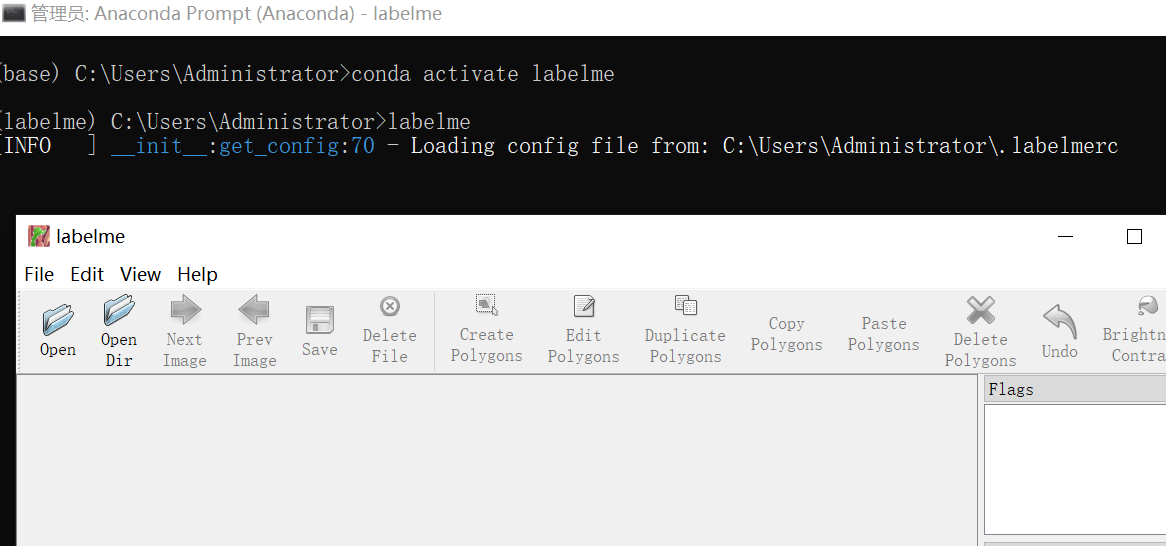 管理员: Anaconda Prompt (Anaconda) - labelme
(base) C:\Users\Administrator>conda activate labelme
(labelme) C:\Users\Administrator>labelme
[INFO   ] __init__:get_config:70 - Loading config file from: C:\Users\Administrator\.labelmerc
labelme
File Edit View Help
Open
Open
Dir
Next
Image
Prev
Image
Save
Delete
File
Create
Polygons
Edit
Polygons
Duplicate
Polygons
Copy
Polygons
Paste
Polygons
Delete
Polygons
Undo
Brightn
Contra
Flags